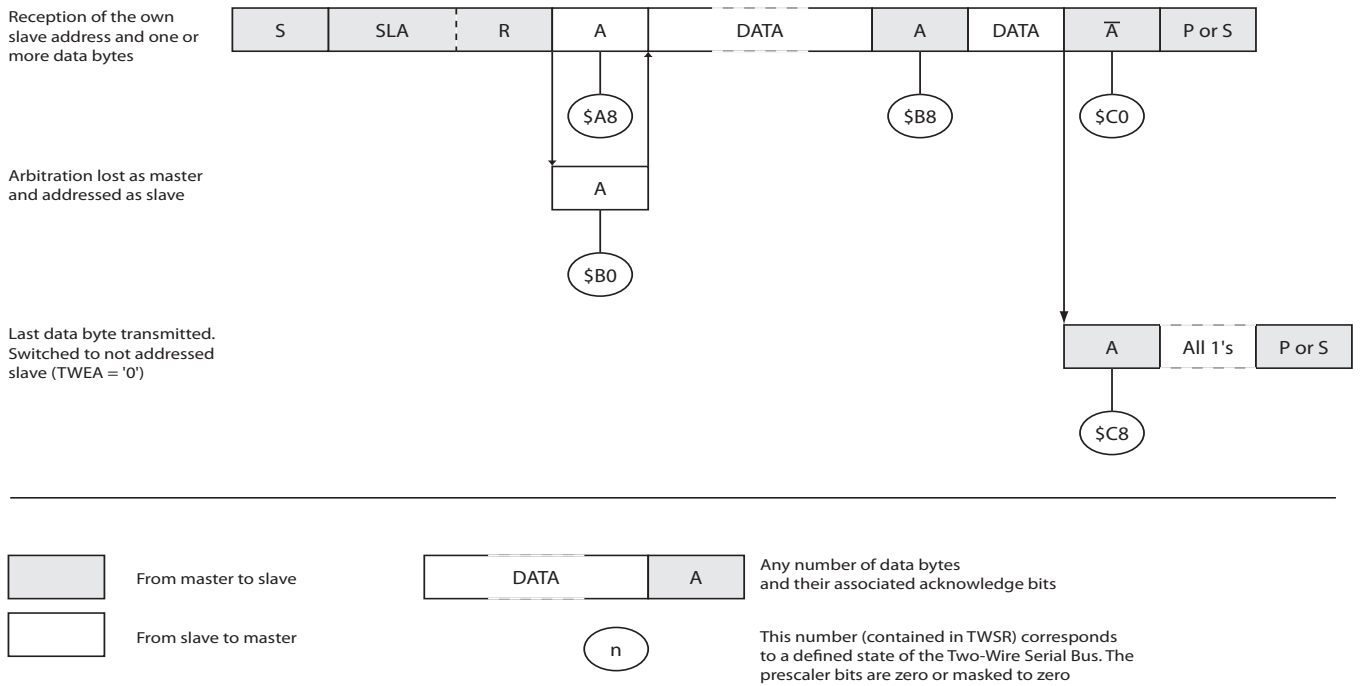 Reception of the own
slave address and one or
more data bytes
S SLA R A DATA A DATA A̅ P or S
$A8 $B8 $C0
Arbitration lost as master
and addressed as slave
A
$B0
Last data byte transmitted.
Switched to not addressed
slave (TWEA = '0')
A All 1's P or S
$C8
From master to slave
DATA A
Any number of data bytes
and their associated acknowledge bits
From slave to master
n
This number (contained in TWSR) corresponds
to a defined state of the Two-Wire Serial Bus. The
prescaler bits are zero or masked to zero